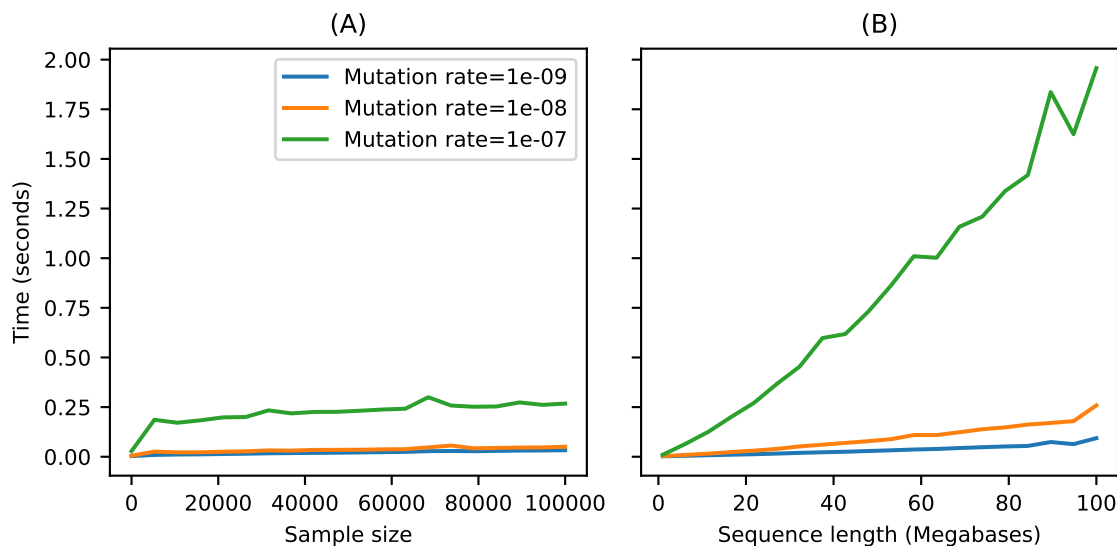 (A)
(B)
Time (seconds)
2.00
1.75
1.50
1.25
1.00
0.75
0.50
0.25
0.00
Mutation rate=1e-09
Mutation rate=1e-08
Mutation rate=1e-07
0 20000 40000 60000 80000 100000
Sample size
0 20 40 60 80 100
Sequence length (Megabases)